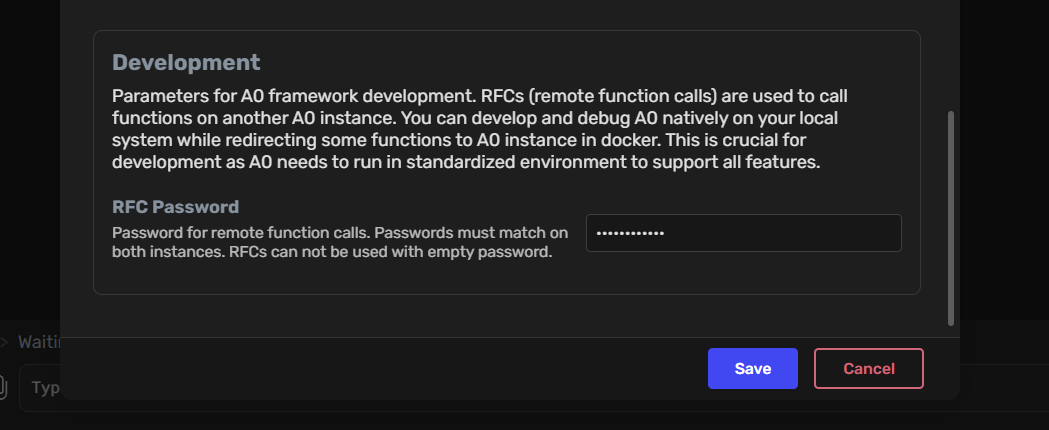 Development
Parameters for A0 framework development. RFCs (remote function calls) are used to call
functions on another A0 instance. You can develop and debug A0 natively on your local
system while redirecting some functions to A0 instance in docker. This is crucial for
development as A0 needs to run in standardized environment to support all features.
RFC Password
Password for remote function calls. Passwords must match on
both instances. RFCs can not be used with empty password.
••••••••••••
> Waiti
Typ
Save
Cancel